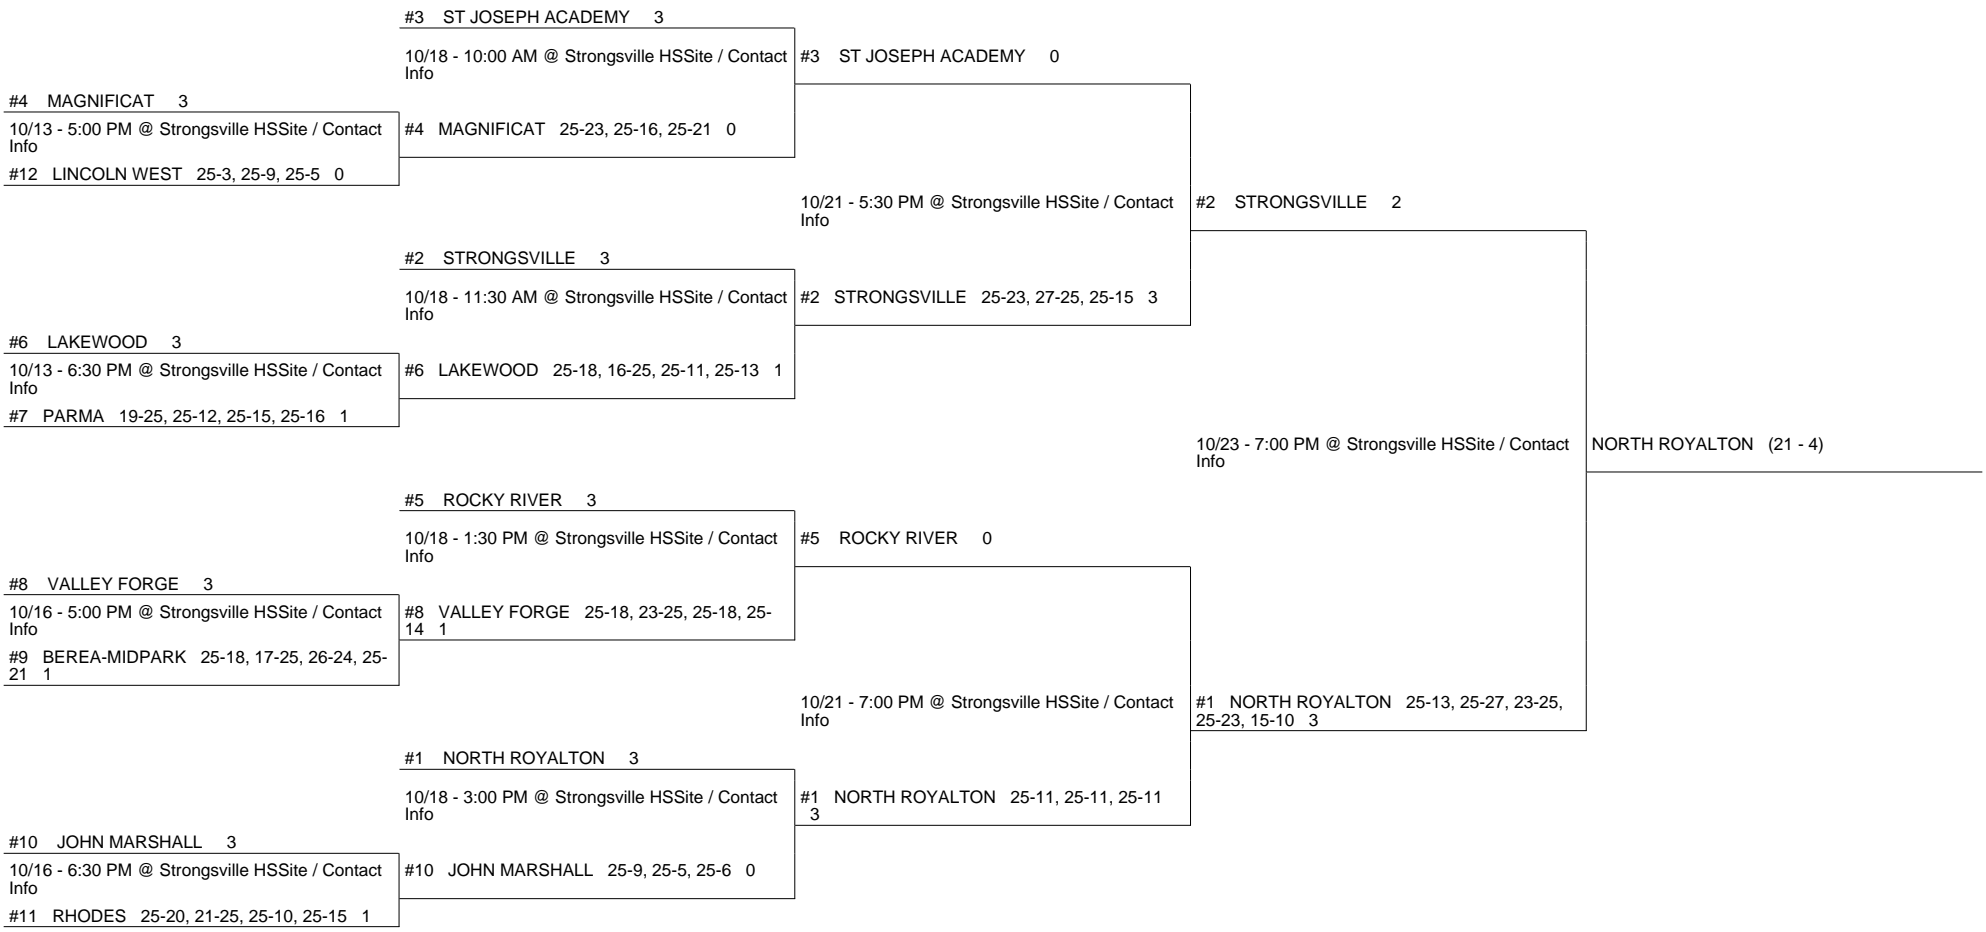 #3 ST JOSEPH ACADEMY 3
10/18 - 10:00 AM @ Strongsville HSSite / Contact
Info
#4 MAGNIFICAT 25-23, 25-16, 25-21 0
#4 MAGNIFICAT 3
10/13 - 5:00 PM @ Strongsville HSSite / Contact
Info
#12 LINCOLN WEST 25-3, 25-9, 25-5 0
#2 STRONGSVILLE 3
10/18 - 11:30 AM @ Strongsville HSSite / Contact
Info
#6 LAKEWOOD 25-18, 16-25, 25-11, 25-13 1
#6 LAKEWOOD 3
10/13 - 6:30 PM @ Strongsville HSSite / Contact
Info
#7 PARMA 19-25, 25-12, 25-15, 25-16 1
#5 ROCKY RIVER 3
10/18 - 1:30 PM @ Strongsville HSSite / Contact
Info
#8 VALLEY FORGE 25-18, 23-25, 25-18, 25-
14 1
#8 VALLEY FORGE 3
10/16 - 5:00 PM @ Strongsville HSSite / Contact
Info
#9 BEREA-MIDPARK 25-18, 17-25, 26-24, 25-
21 1
#1 NORTH ROYALTON 3
10/18 - 3:00 PM @ Strongsville HSSite / Contact
Info
#10 JOHN MARSHALL 25-9, 25-5, 25-6 0
#10 JOHN MARSHALL 3
10/16 - 6:30 PM @ Strongsville HSSite / Contact
Info
#11 RHODES 25-20, 21-25, 25-10, 25-15 1
#3 ST JOSEPH ACADEMY 0
10/21 - 5:30 PM @ Strongsville HSSite / Contact
Info
#2 STRONGSVILLE 25-23, 27-25, 25-15 3
#5 ROCKY RIVER 0
10/21 - 7:00 PM @ Strongsville HSSite / Contact
Info
#1 NORTH ROYALTON 25-11, 25-11, 25-11
3
#2 STRONGSVILLE 2
10/23 - 7:00 PM @ Strongsville HSSite / Contact
Info
#1 NORTH ROYALTON 25-13, 25-27, 23-25,
25-23, 15-10 3
NORTH ROYALTON (21 - 4)